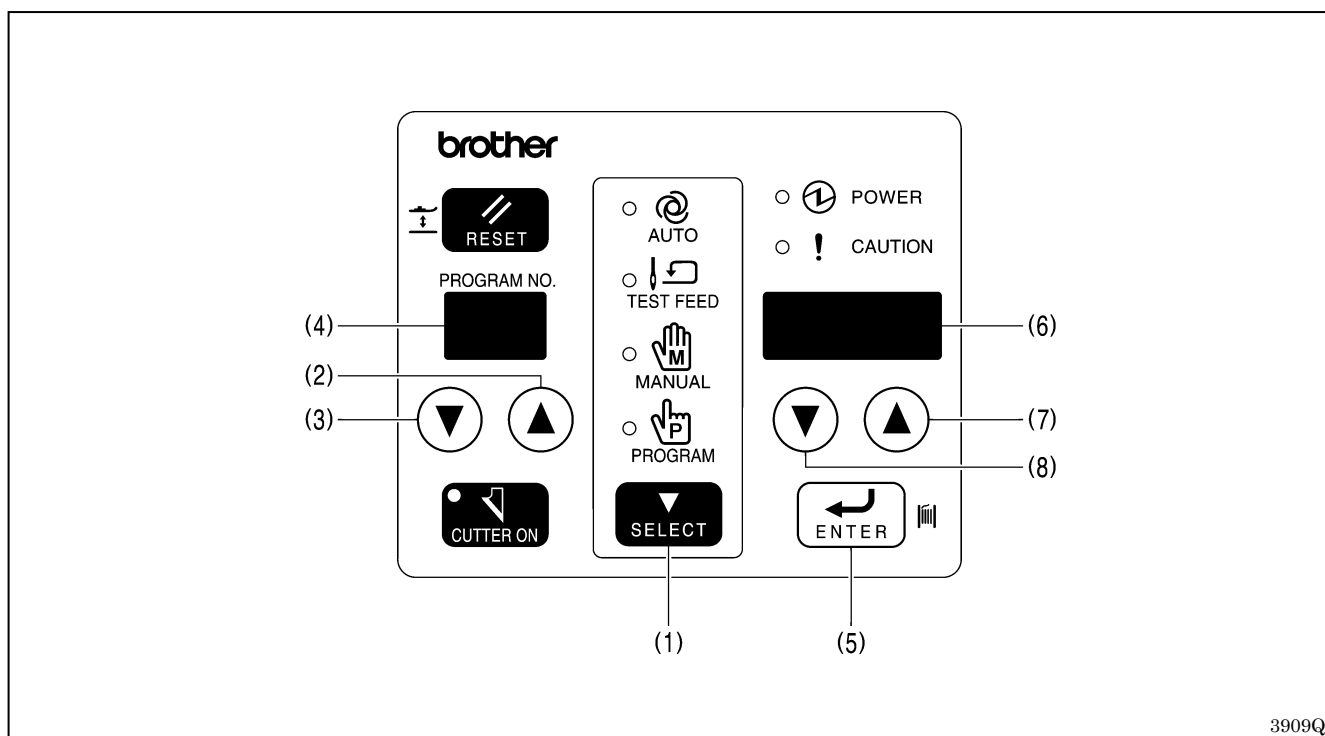 brother
RESET
PROGRAM NO.
(4)
(2)
(3)
CUTTER ON
AUTO
TEST FEED
M
MANUAL
P
PROGRAM
SELECT
(1)
POWER
! CAUTION
(6)
(7)
(8)
ENTER
(5)
3909Q